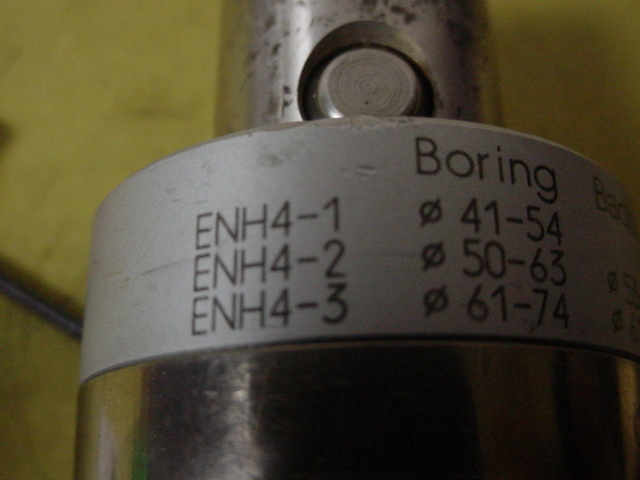 Boring
ENH4-1 ø 41-54
ENH4-2 ø 50-63
ENH4-3 ø 61-74